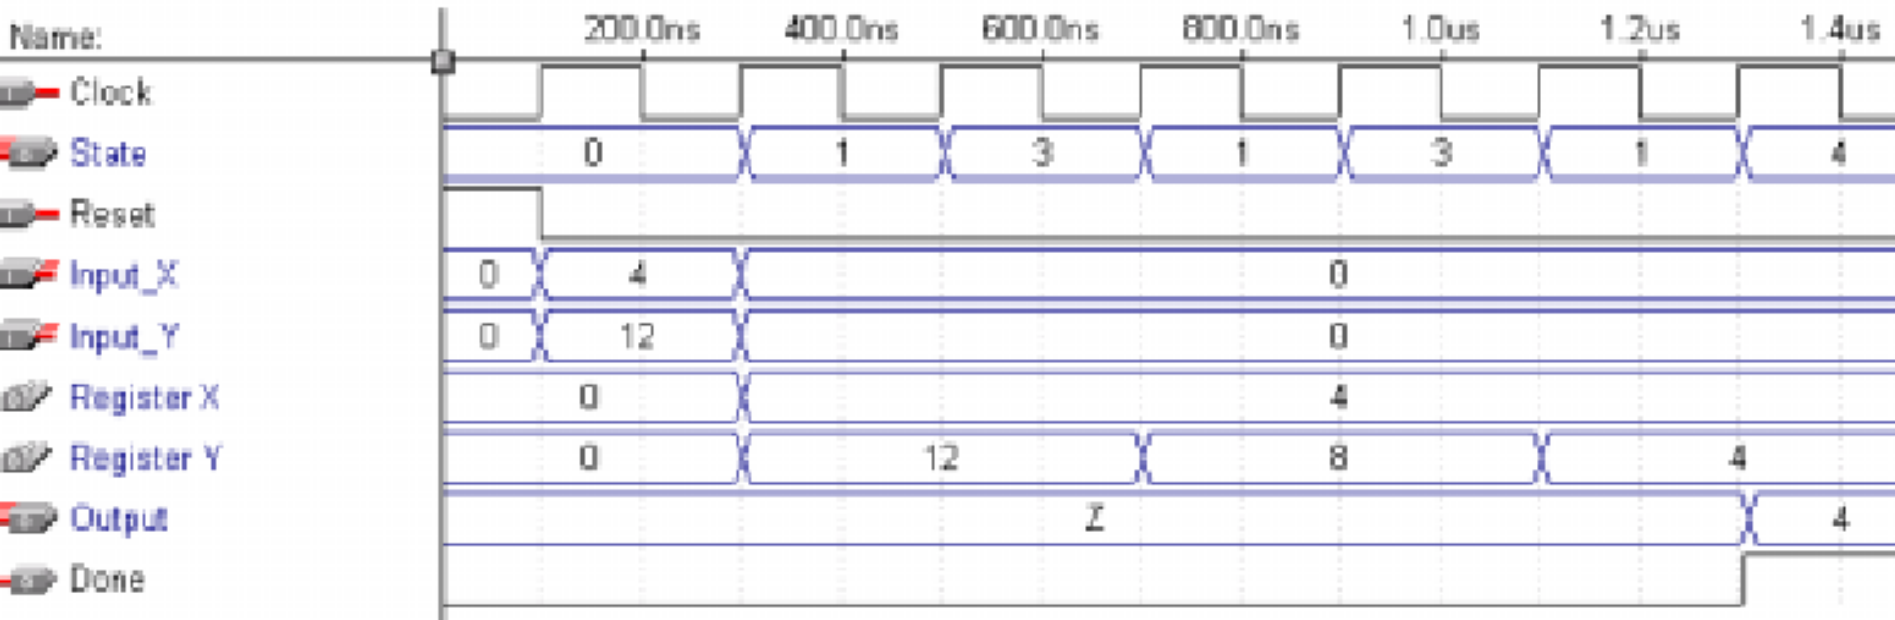 Name: 200.0ns 400.0ns 600.0ns 800.0ns 1.0us 1.2us 1.4us
Clock
State 0 1 3 1 3 1 4
Reset
Input_X 0 4 0
Input_Y 0 12 0
Register X 0 4
Register Y 0 12 8 4
Output Z 4
Done